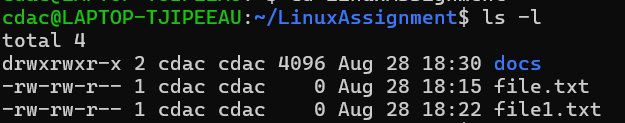 cdac@LAPTOP-TJIPEEAU:~/LinuxAssignment$ ls -l
total 4
drwxrwxr-x 2 cdac cdac 4096 Aug 28 18:30 docs
-rw-rw-r-- 1 cdac cdac    0 Aug 28 18:15 file.txt
-rw-rw-r-- 1 cdac cdac    0 Aug 28 18:22 file1.txt